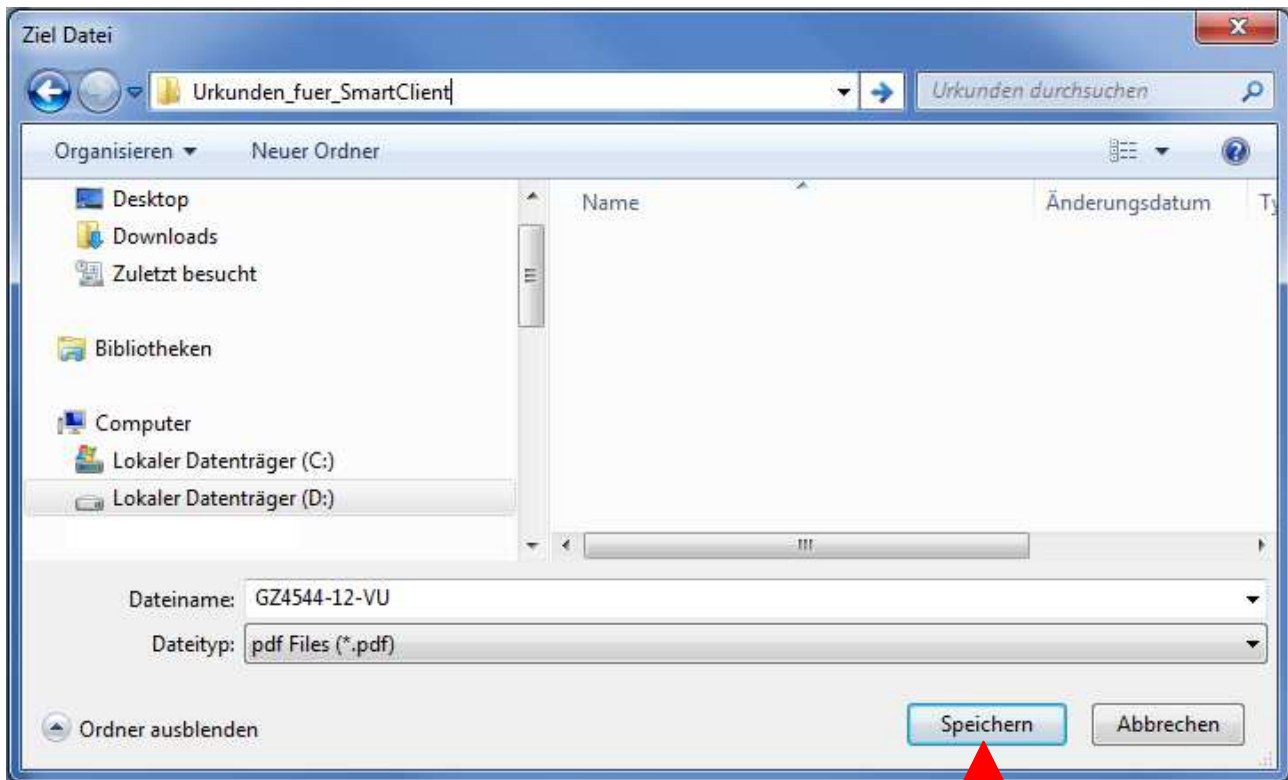 Ziel Datei
Urkunden_fuer_SmartClient
Urkunden durchsuchen
Organisieren
Neuer Ordner
Desktop
Downloads
Zuletzt besucht
Bibliotheken
Computer
Lokaler Datenträger (C:)
Lokaler Datenträger (D:)
Name
Änderungsdatum
Ty
Dateiname: GZ4544-12-VU
Dateityp: pdf Files (*.pdf)
Ordner ausblenden
Speichern
Abbrechen